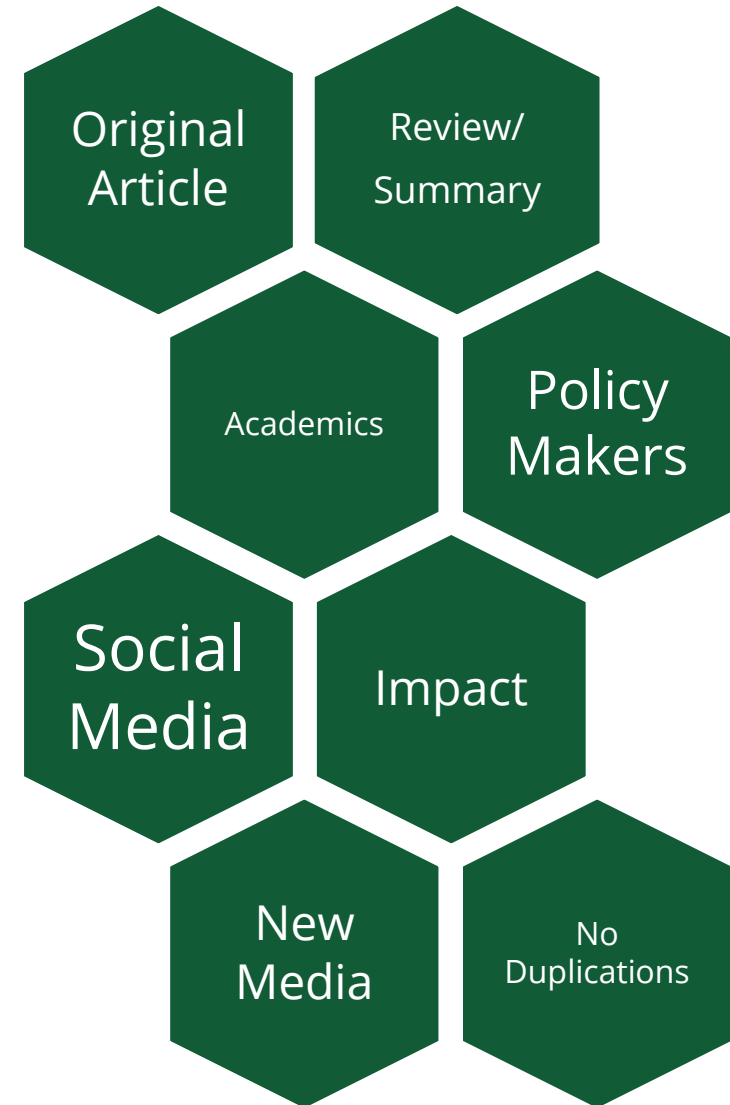 Original
Article
Review/
Summary
Academics
Policy
Makers
Social
Media
Impact
New
Media
No
Duplications